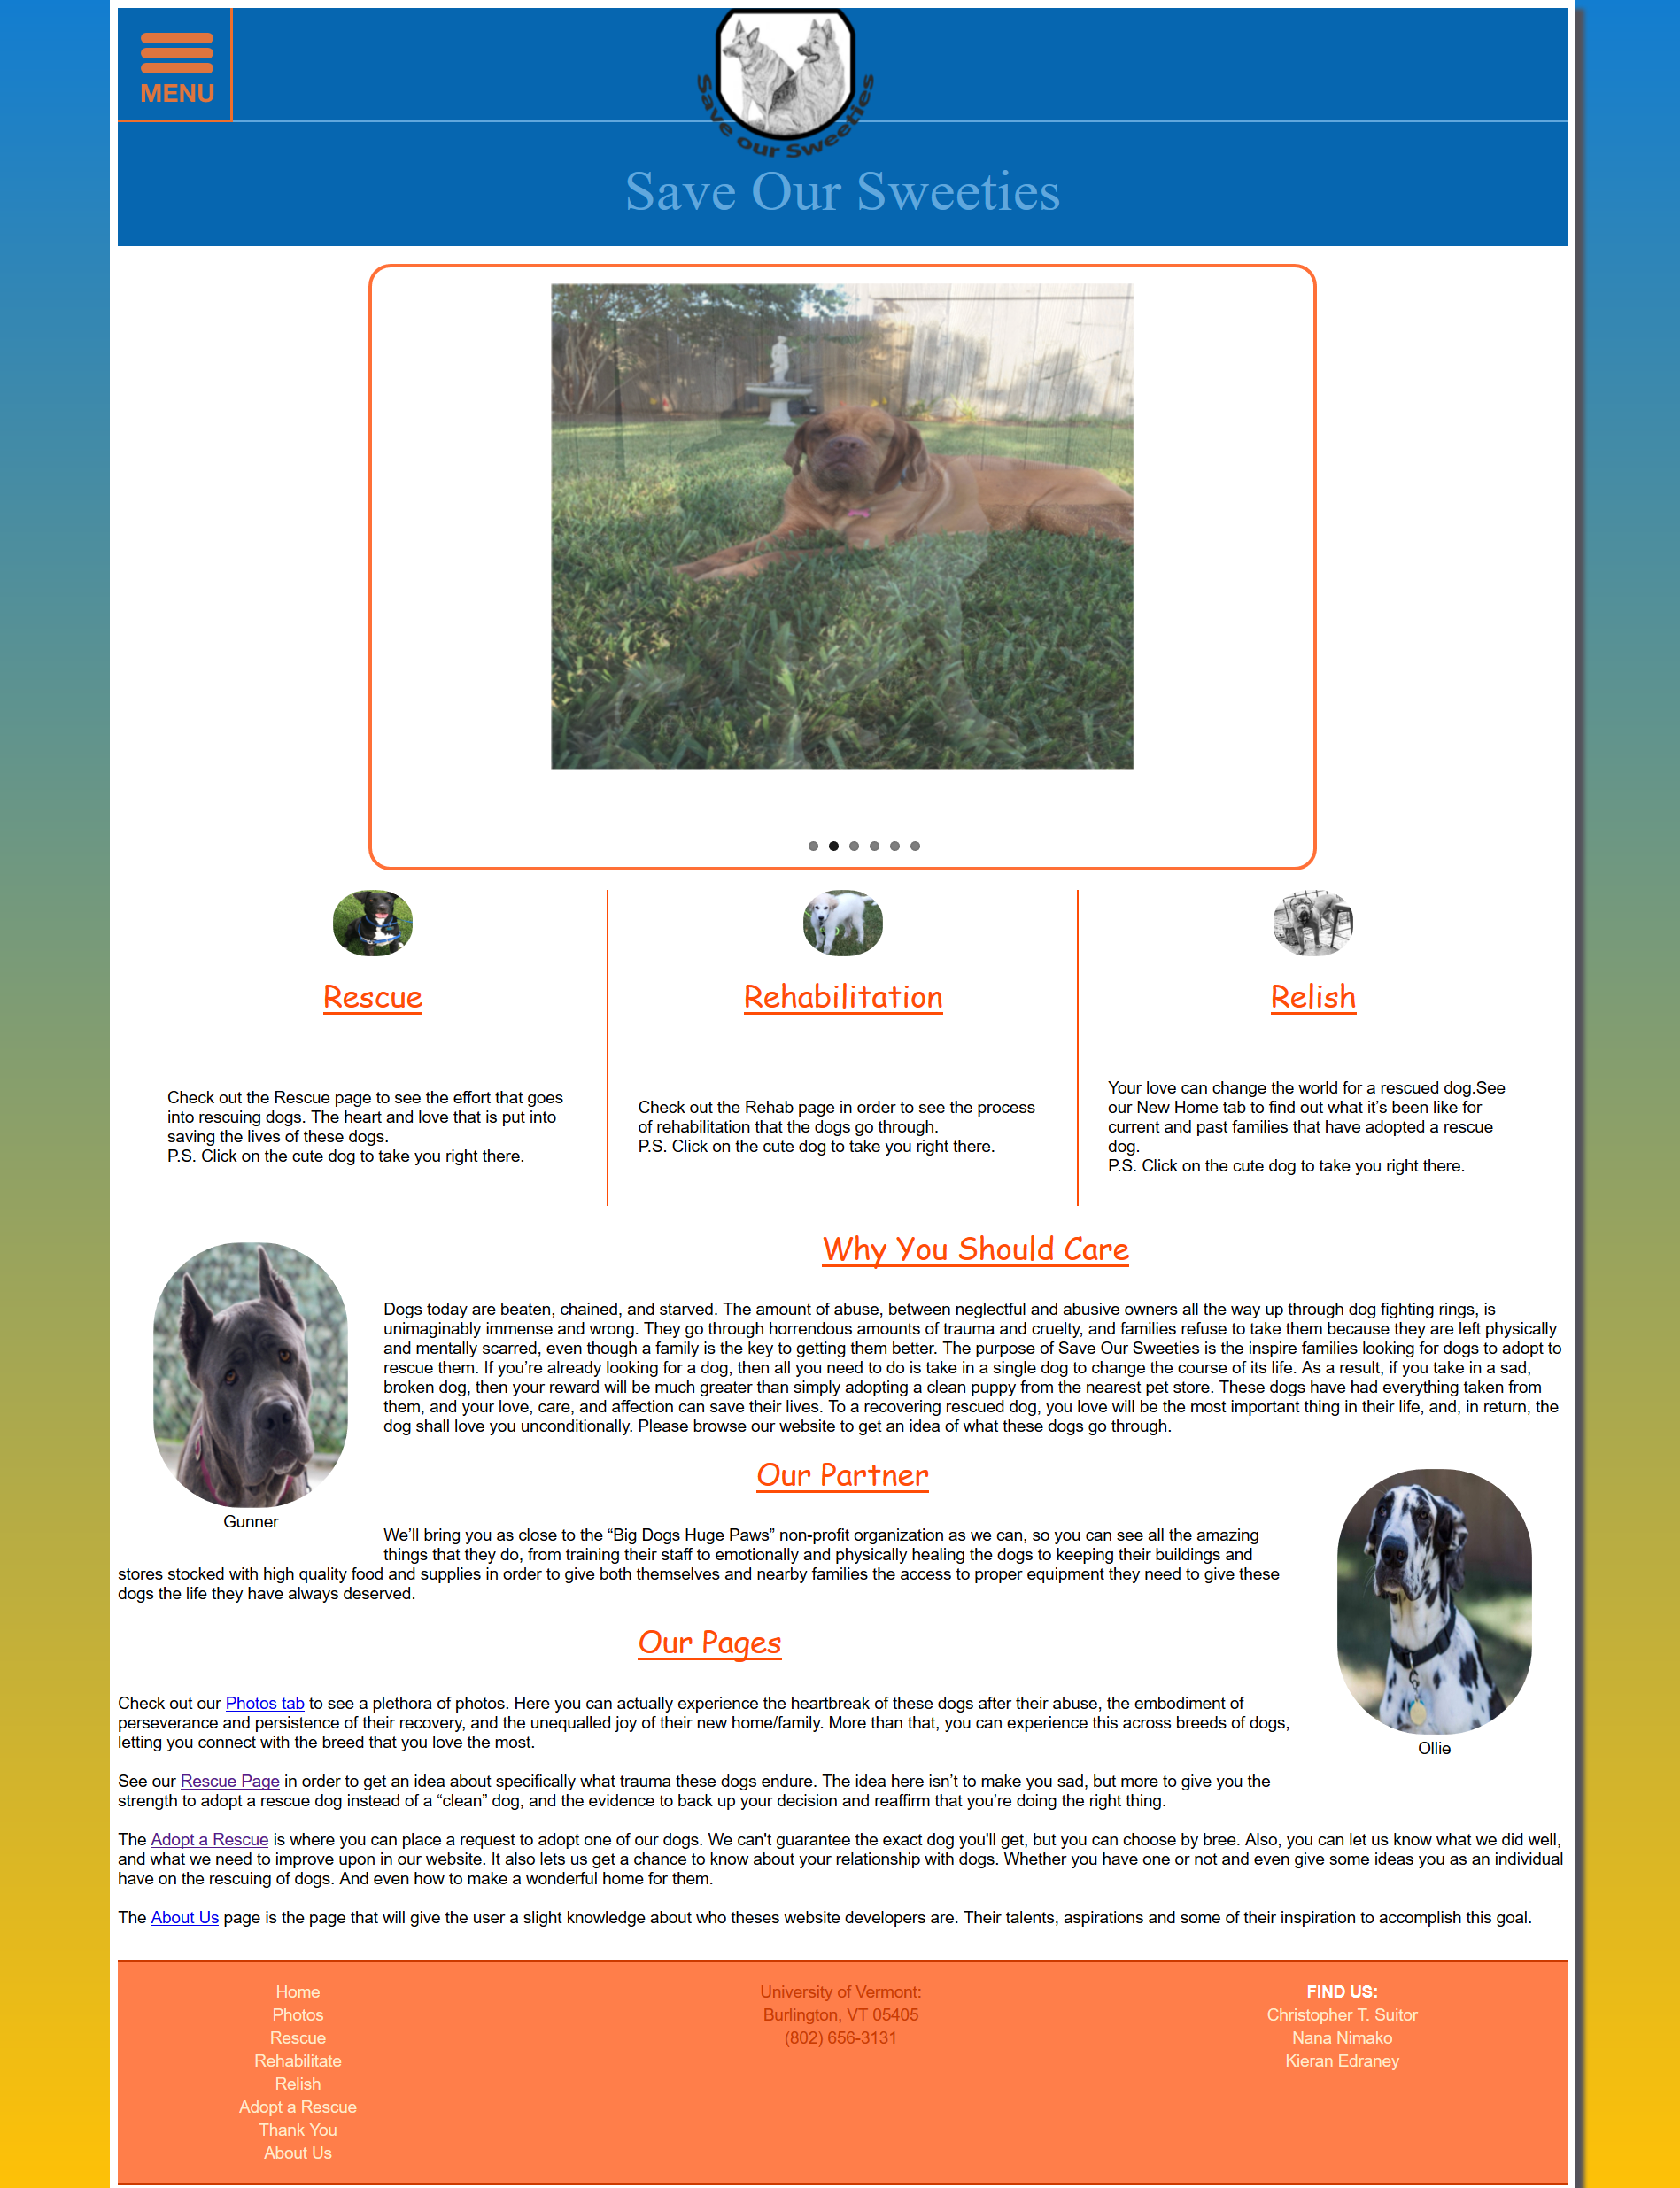 MENU
Save our Sweeties
Save Our Sweeties
Rescue
Check out the Rescue page to see the effort that goes
into rescuing dogs. The heart and love that is put into
saving the lives of these dogs.
P.S. Click on the cute dog to take you right there.
Rehabilitation
Check out the Rehab page in order to see the process
of rehabilitation that the dogs go through.
P.S. Click on the cute dog to take you right there.
Relish
Your love can change the world for a rescued dog.See
our New Home tab to find out what it’s been like for
current and past families that have adopted a rescue
dog.
P.S. Click on the cute dog to take you right there.
Why You Should Care
Dogs today are beaten, chained, and starved. The amount of abuse, between neglectful and abusive owners all the way up through dog fighting rings, is
unimaginably immense and wrong. They go through horrendous amounts of trauma and cruelty, and families refuse to take them because they are left physically
and mentally scarred, even though a family is the key to getting them better. The purpose of Save Our Sweeties is the inspire families looking for dogs to adopt to
rescue them. If you’re already looking for a dog, then all you need to do is take in a single dog to change the course of its life. As a result, if you take in a sad,
broken dog, then your reward will be much greater than simply adopting a clean puppy from the nearest pet store. These dogs have had everything taken from
them, and your love, care, and affection can save their lives. To a recovering rescued dog, you love will be the most important thing in their life, and, in return, the
dog shall love you unconditionally. Please browse our website to get an idea of what these dogs go through.
Gunner
Our Partner
We’ll bring you as close to the “Big Dogs Huge Paws” non-profit organization as we can, so you can see all the amazing
things that they do, from training their staff to emotionally and physically healing the dogs to keeping their buildings and
stores stocked with high quality food and supplies in order to give both themselves and nearby families the access to proper equipment they need to give these
dogs the life they have always deserved.
Ollie
Our Pages
Check out our Photos tab to see a plethora of photos. Here you can actually experience the heartbreak of these dogs after their abuse, the embodiment of
perseverance and persistence of their recovery, and the unequalled joy of their new home/family. More than that, you can experience this across breeds of dogs,
letting you connect with the breed that you love the most.
See our Rescue Page in order to get an idea about specifically what trauma these dogs endure. The idea here isn’t to make you sad, but more to give you the
strength to adopt a rescue dog instead of a “clean” dog, and the evidence to back up your decision and reaffirm that you’re doing the right thing.
The Adopt a Rescue is where you can place a request to adopt one of our dogs. We can't guarantee the exact dog you'll get, but you can choose by bree. Also, you can let us know what we did well,
and what we need to improve upon in our website. It also lets us get a chance to know about your relationship with dogs. Whether you have one or not and even give some ideas you as an individual
have on the rescuing of dogs. And even how to make a wonderful home for them.
The About Us page is the page that will give the user a slight knowledge about who theses website developers are. Their talents, aspirations and some of their inspiration to accomplish this goal.
Home
Photos
Rescue
Rehabilitate
Relish
Adopt a Rescue
Thank You
About Us
University of Vermont:
Burlington, VT 05405
(802) 656-3131
FIND US:
Christopher T. Suitor
Nana Nimako
Kieran Edraney